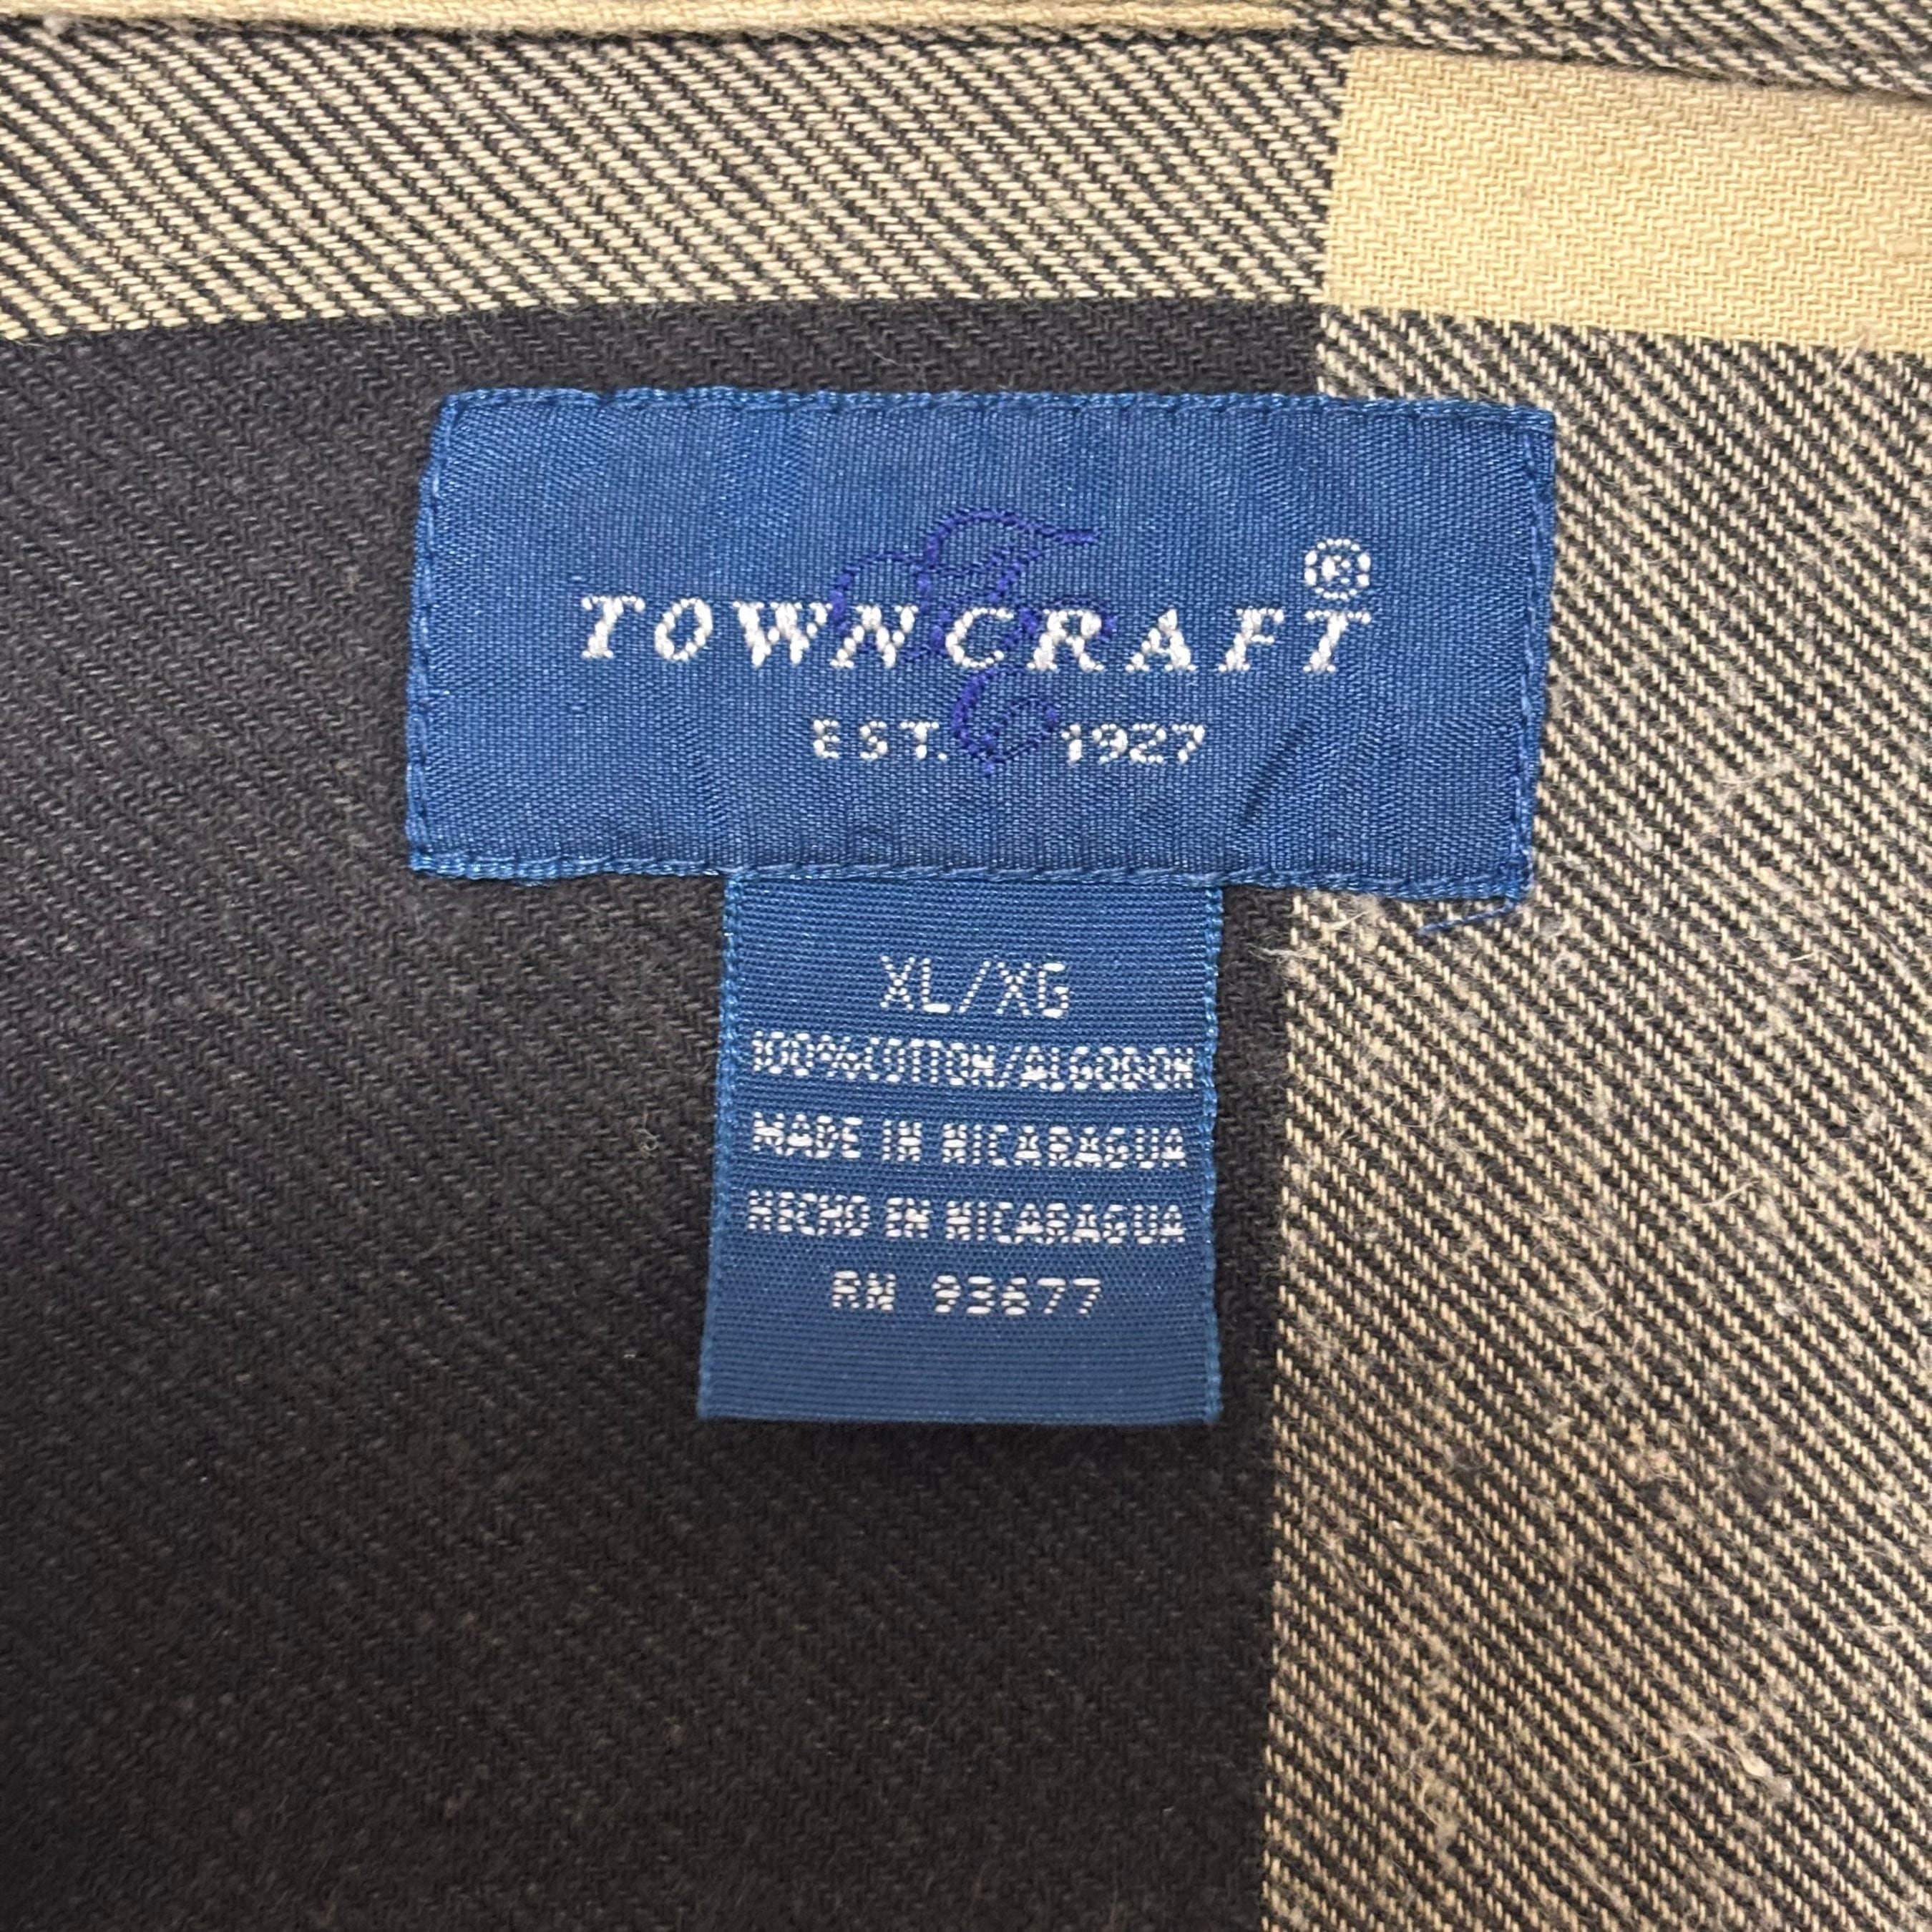 TOWNCRAFT®
EST. 1927
XL/XG
100%COTTON/ALGODON
MADE IN NICARAGUA
HECHO EN NICARAGUA
RN 93677